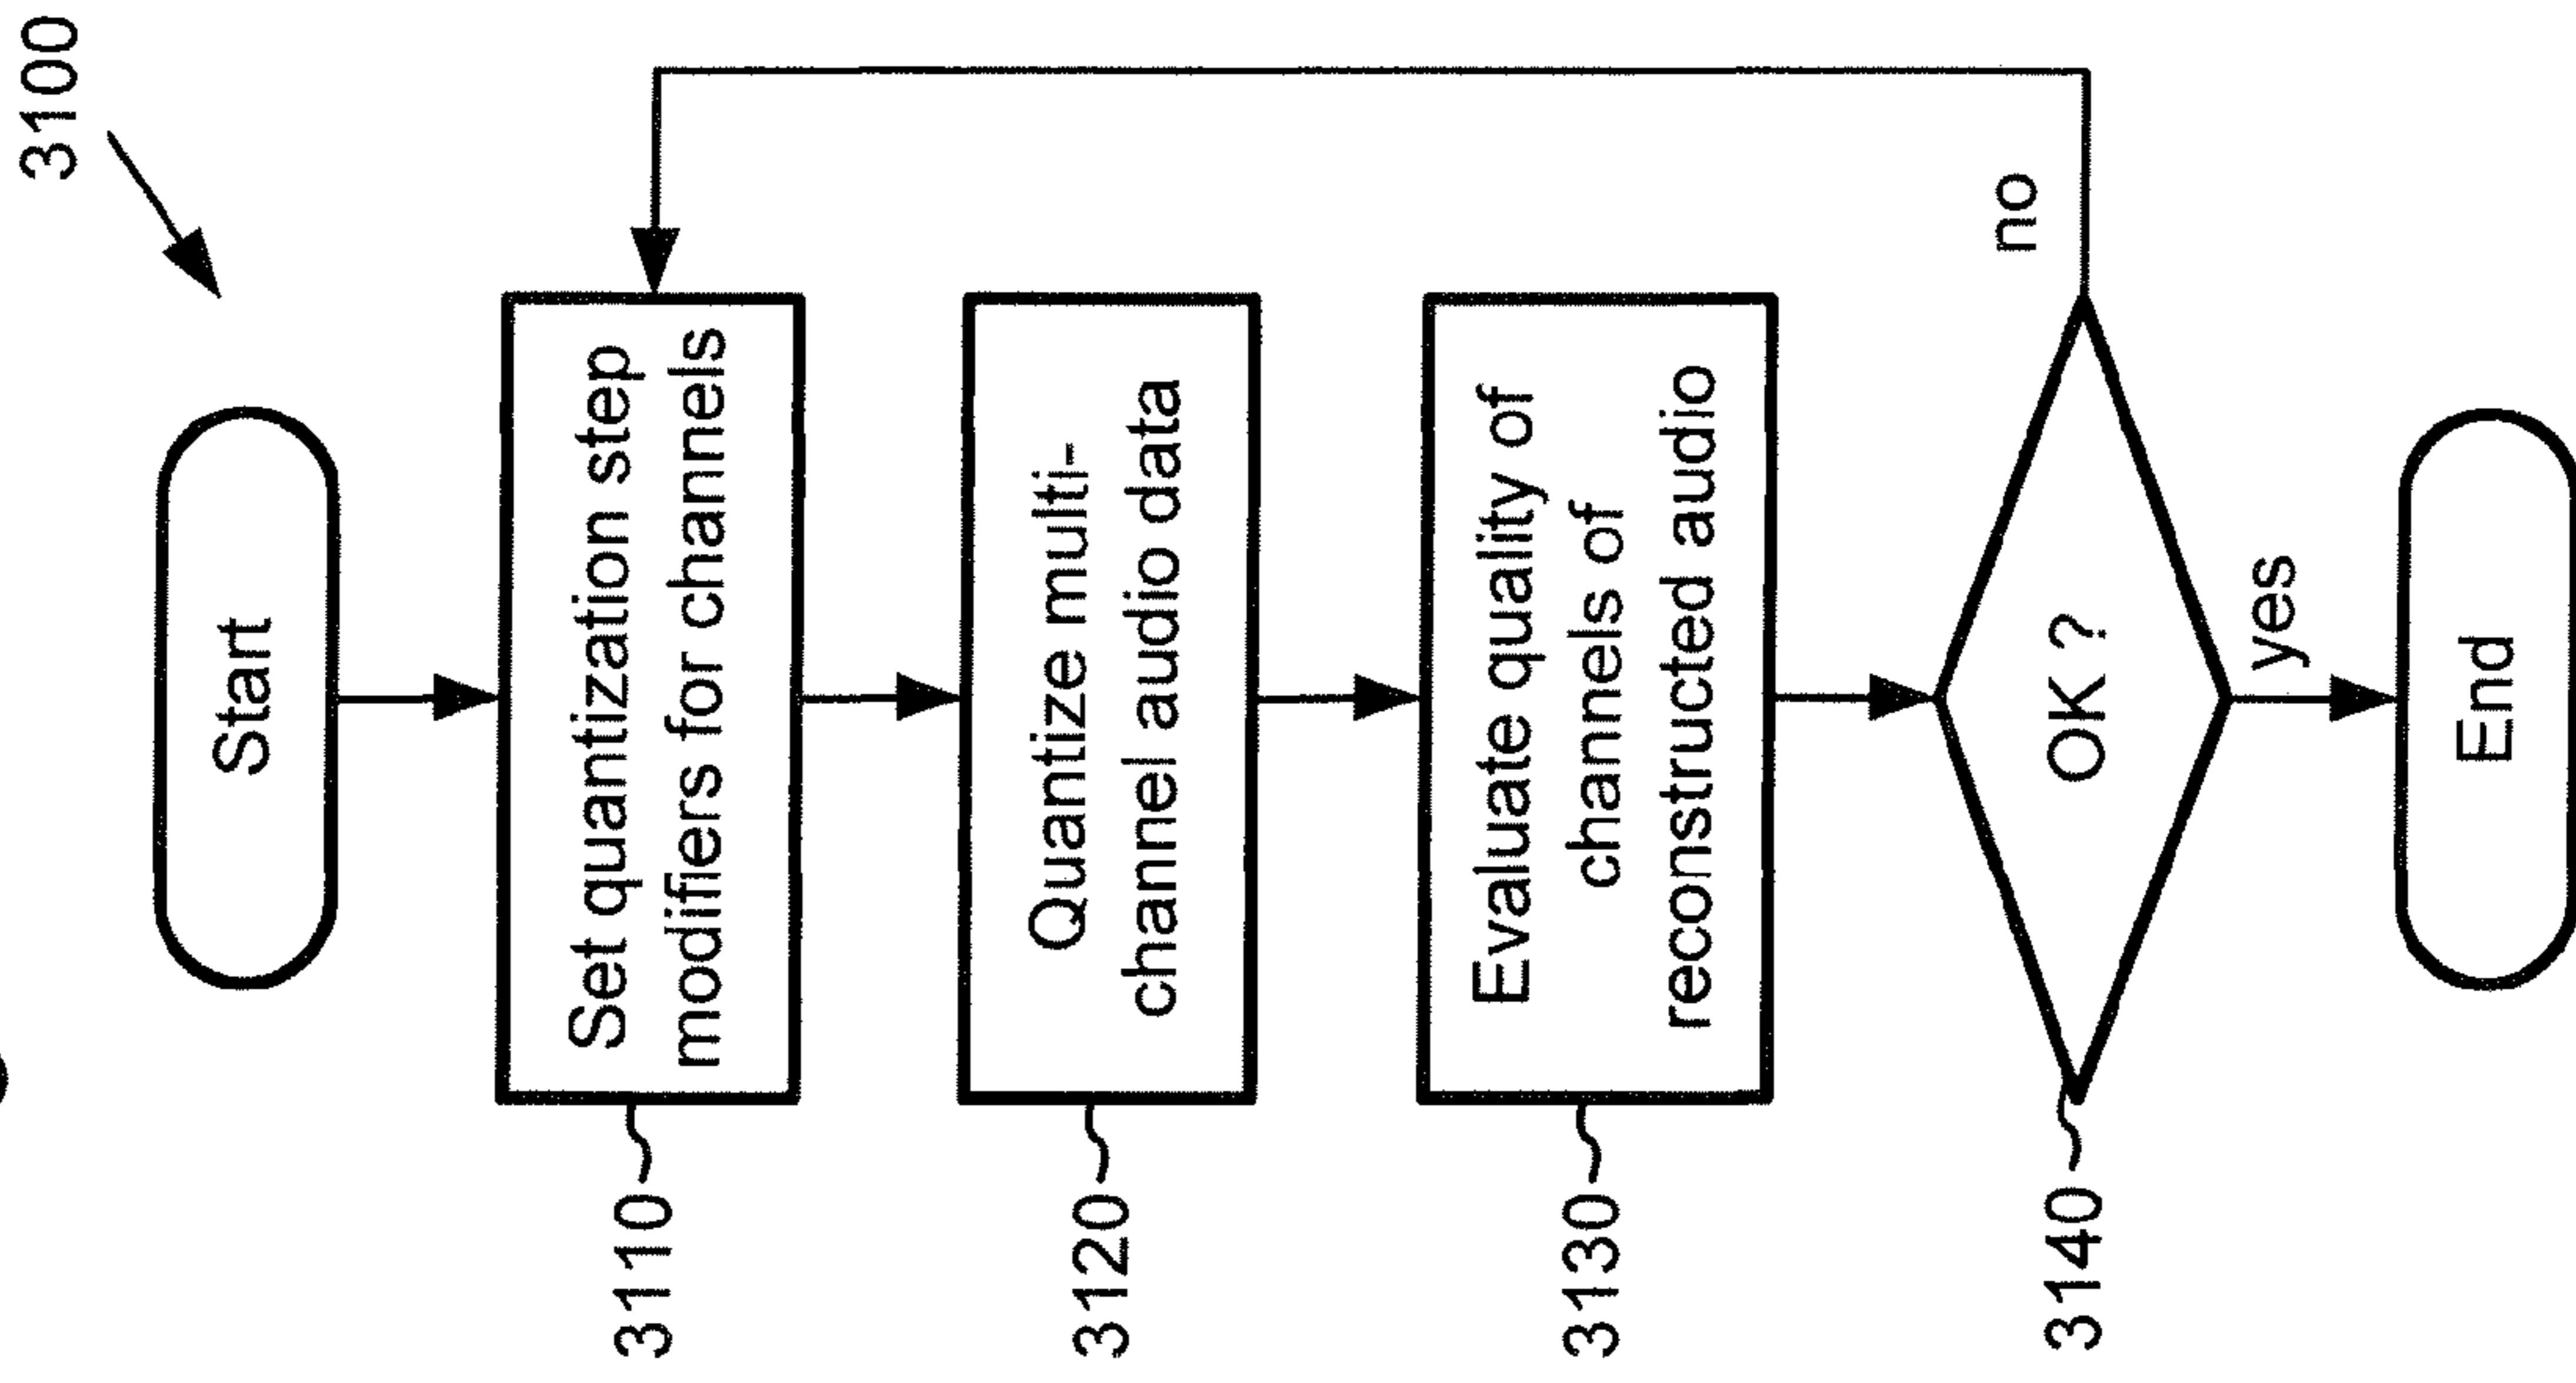 3100
Start
3110
Set quantization step
modifiers for channels
3120
Quantize multi-
channel audio data
3130
Evaluate quality of
channels of
reconstructed audio
3140
OK ?
no
yes
End